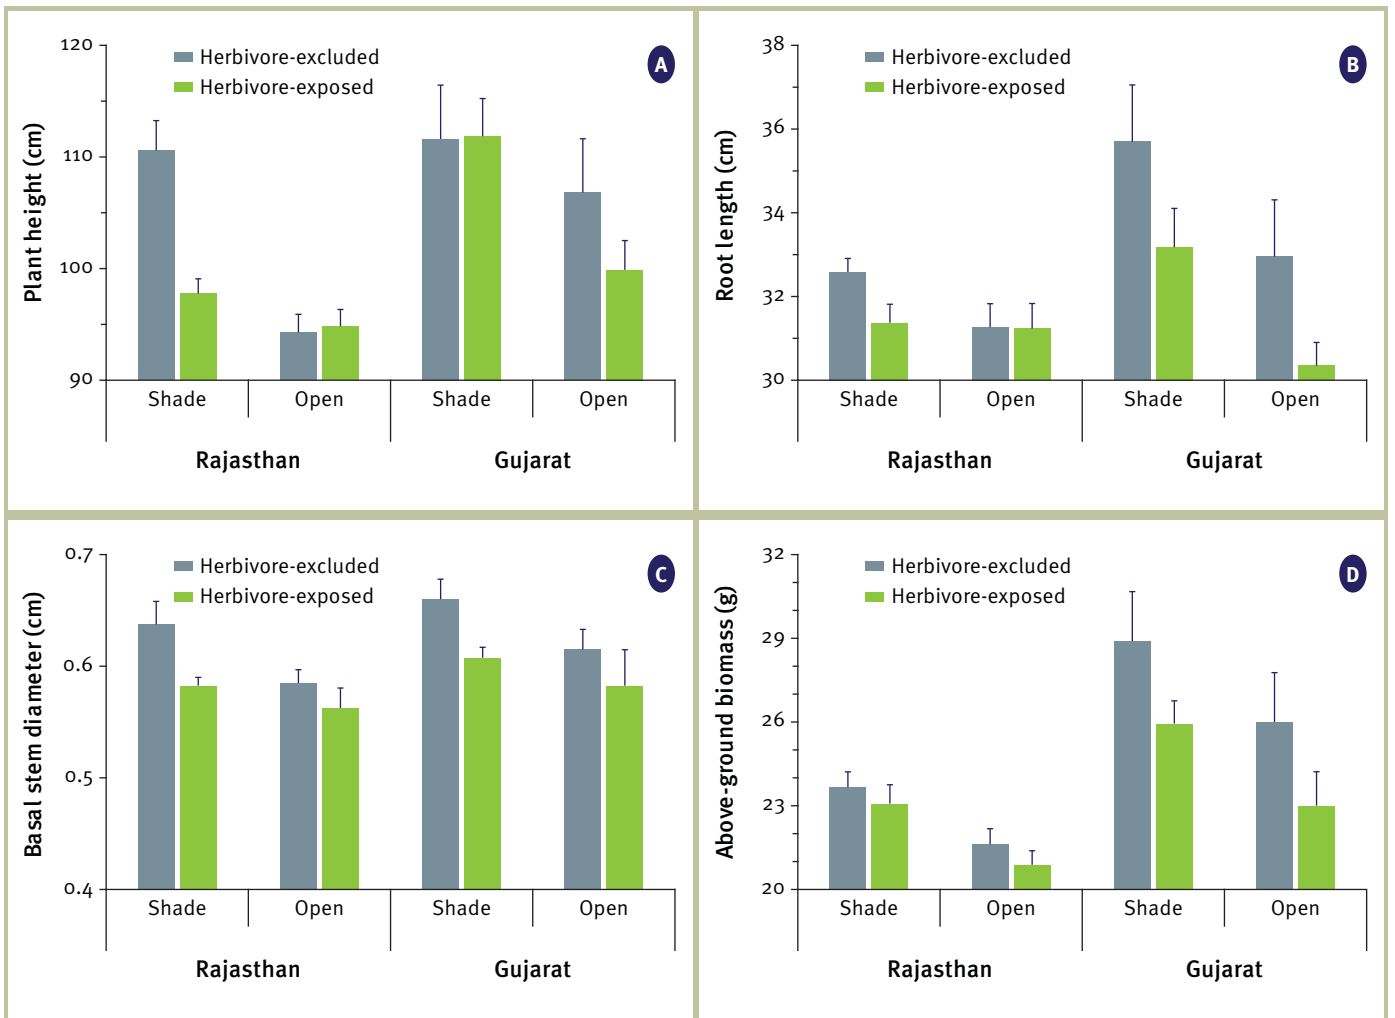 120
110
100
90
Plant height (cm)
Herbivore-excluded
Herbivore-exposed
A
Shade Open Shade Open
Rajasthan Gujarat
38
36
34
32
30
Root length (cm)
Herbivore-excluded
Herbivore-exposed
B
Shade Open Shade Open
Rajasthan Gujarat
0.7
0.6
0.5
0.4
Basal stem diameter (cm)
Herbivore-excluded
Herbivore-exposed
C
Shade Open Shade Open
Rajasthan Gujarat
32
29
26
23
20
Above-ground biomass (g)
Herbivore-excluded
Herbivore-exposed
D
Shade Open Shade Open
Rajasthan Gujarat